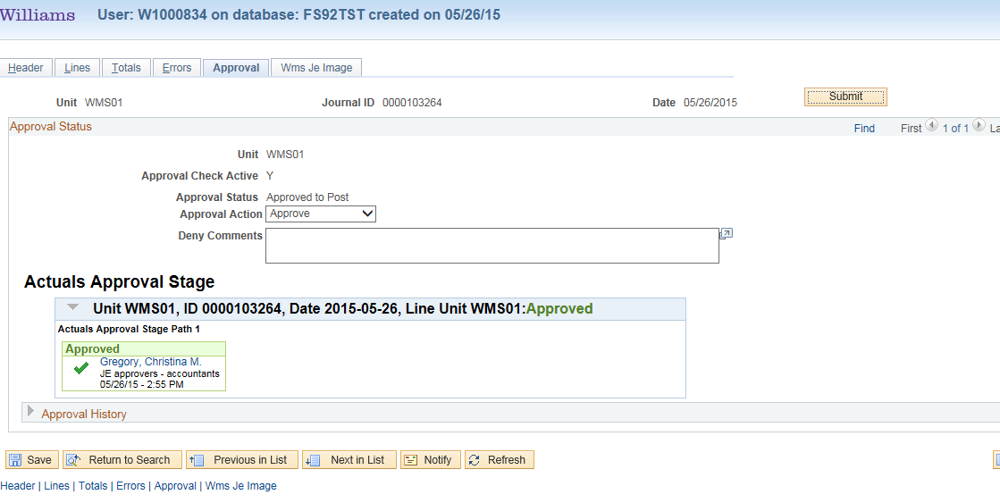 Williams User: W1000834 on database: FS92TST created on 05/26/15
Header Lines Totals Errors Approval Wms Je Image
Unit WMS01 Journal ID 0000103264 Date 05/26/2015 Submit
Approval Status Find First 1 of 1 La
Unit WMS01
Approval Check Active Y
Approval Status Approved to Post
Approval Action Approve
Deny Comments
Actuals Approval Stage
Unit WMS01, ID 0000103264, Date 2015-05-26, Line Unit WMS01:Approved
Actuals Approval Stage Path 1
Approved
Gregory, Christina M.
JE approvers - accountants
05/26/15 - 2:55 PM
Approval History
Save Return to Search Previous in List Next in List Notify Refresh
Header | Lines | Totals | Errors | Approval | Wms Je Image